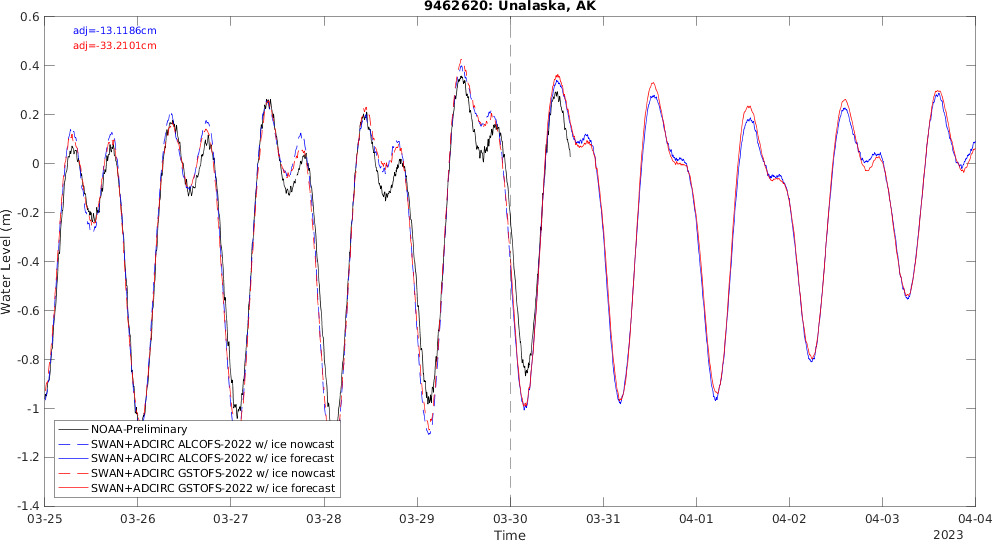 9462620: Unalaska, AK
adj=-13.1186cm
adj=-33.2101cm
Water Level (m)
0.6
0.4
0.2
0
-0.2
-0.4
-0.6
-0.8
-1
-1.2
-1.4
NOAA-Preliminary
SWAN+ADCIRC ALCOFS-2022 w/ ice nowcast
SWAN+ADCIRC ALCOFS-2022 w/ ice forecast
SWAN+ADCIRC GSTOFS-2022 w/ ice nowcast
SWAN+ADCIRC GSTOFS-2022 w/ ice forecast
03-25 03-26 03-27 03-28 03-29 03-30 03-31 04-01 04-02 04-03 04-04
Time
2023